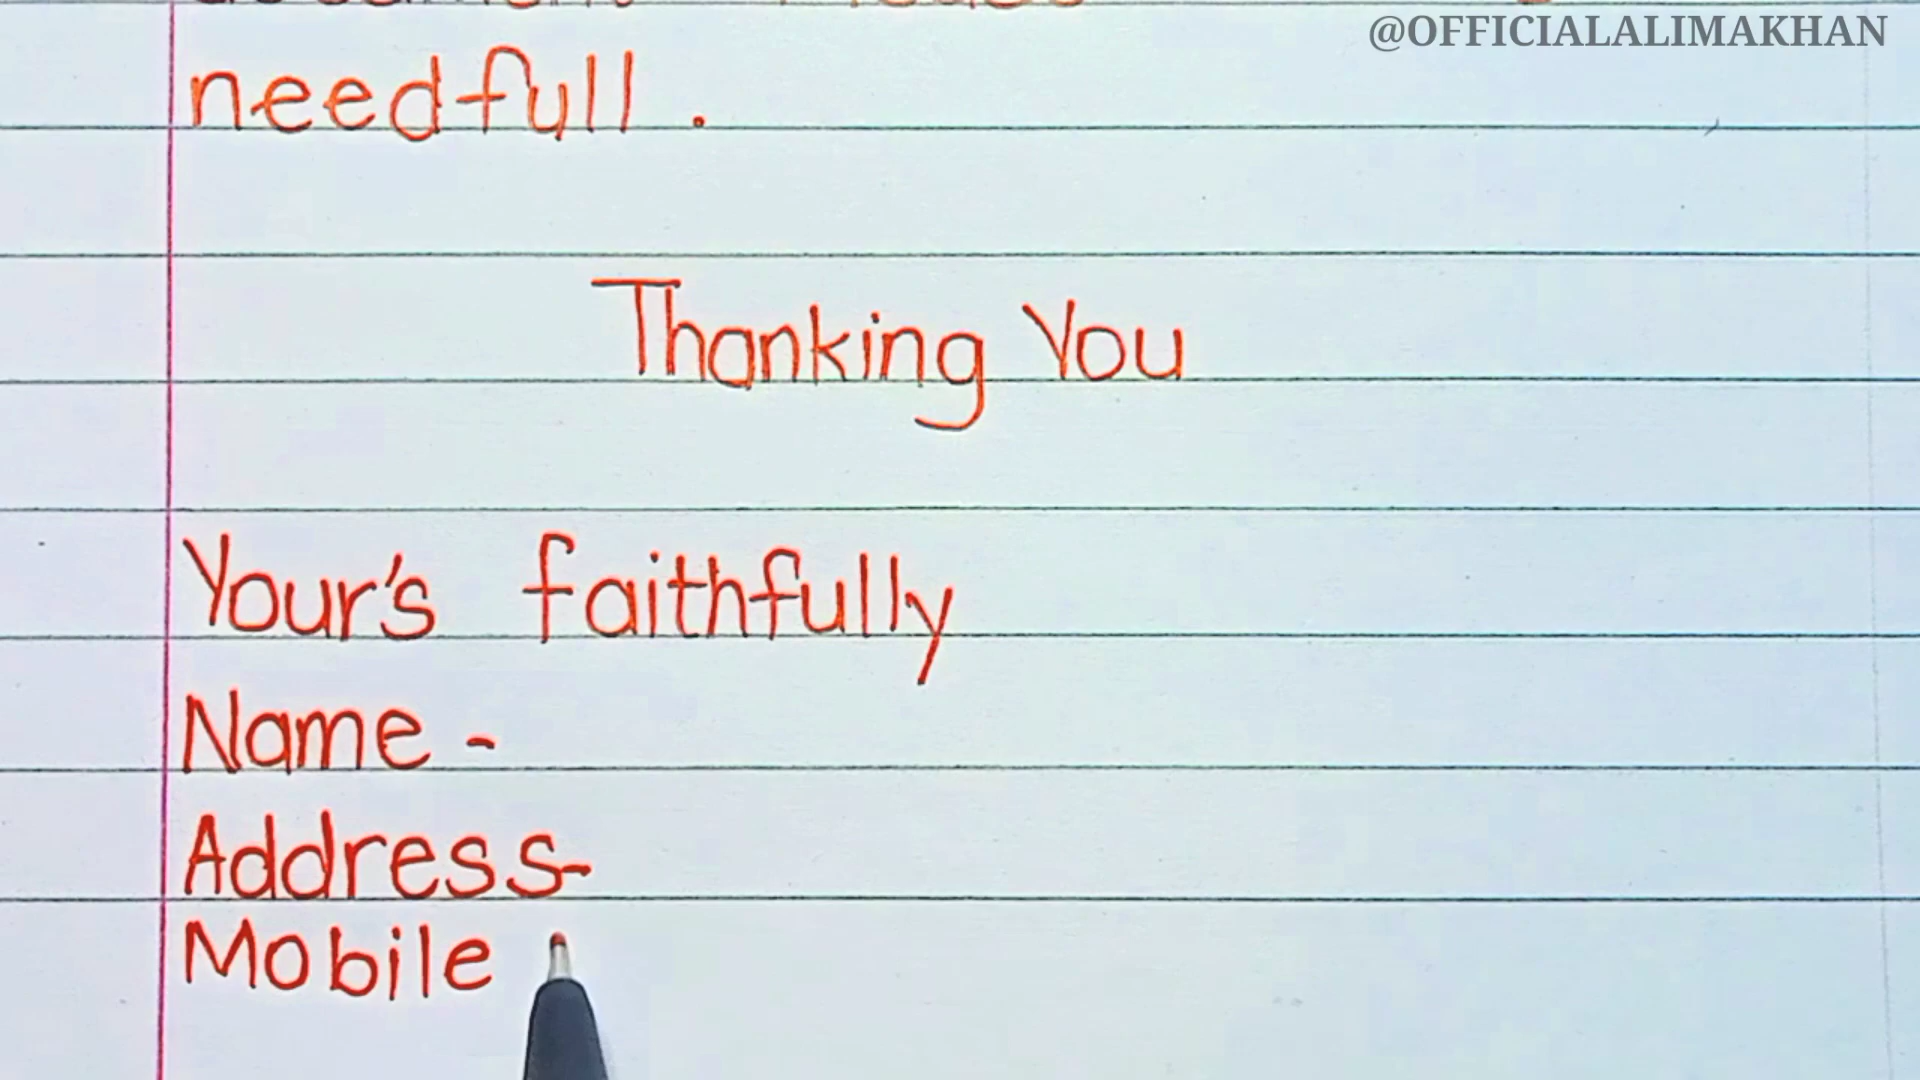 @OFFICIALALIMAKHAN
needfull .
Thanking You
Your's faithfully
Name -
Address-
Mobile